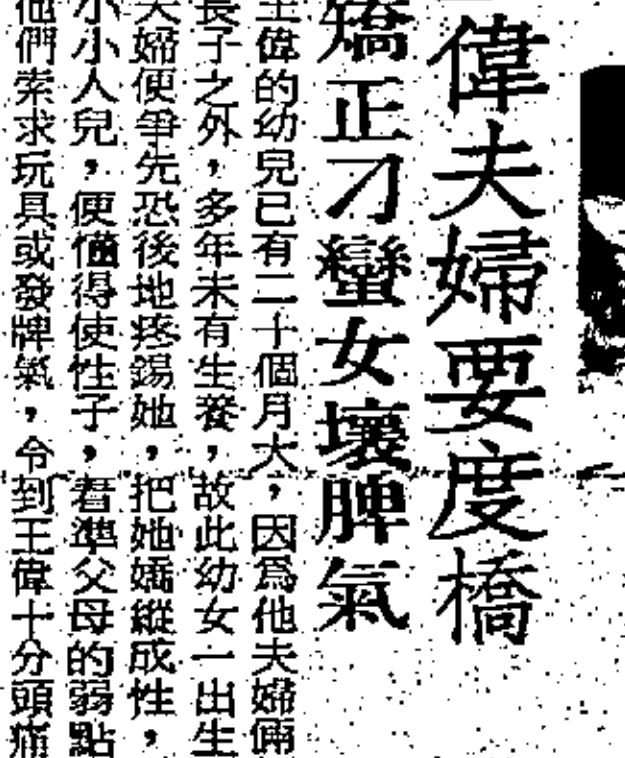 偉夫婦要度橋
矯正刁蠻女壞脾氣
王偉的幼兒已有二十個月大，因爲他夫婦倆
長子之外，多年未有生養，故此幼女一出生
夫婦便爭先恐後地疼錫她，把她嬌縱成性，
小小人兒，便懂得使性子，看準父母的弱點
他們索求玩具或發脾氣，令到王偉十分頭痛